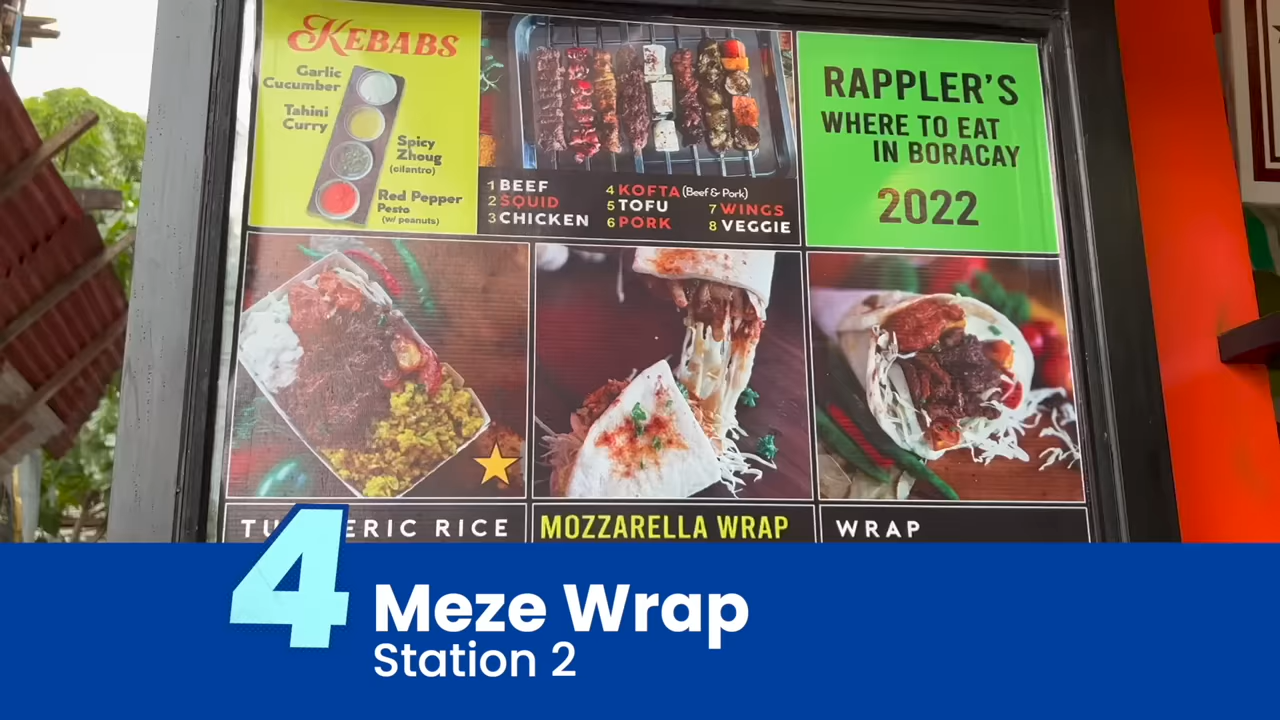 KEBABS
Garlic
Cucumber
Tahini
Curry
Spicy
Zhoug
(cilantro)
Red Pepper
Pesto
(w/ peanuts)
1 BEEF
2 SQUID
3 CHICKEN
4 KOFTA (Beef & Pork)
5 TOFU
6 PORK
7 WINGS
8 VEGGIE
RAPPLER'S
WHERE TO EAT
IN BORACAY
2022
RICE
MOZZARELLA WRAP
WRAP
4
Meze Wrap
Station 2